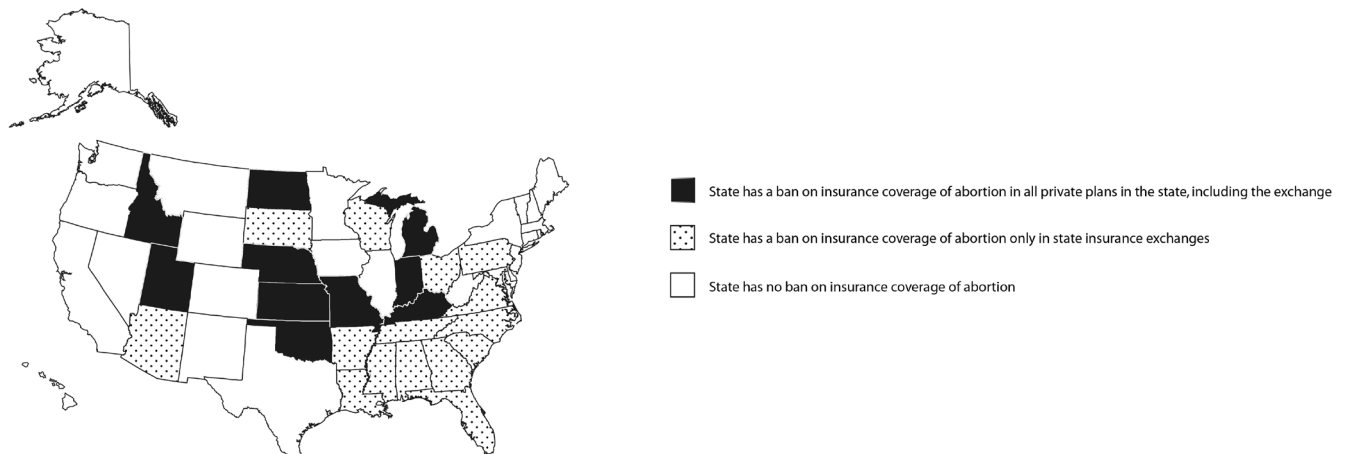 State has a ban on insurance coverage of abortion in all private plans in the state, including the exchange
State has a ban on insurance coverage of abortion only in state insurance exchanges
State has no ban on insurance coverage of abortion